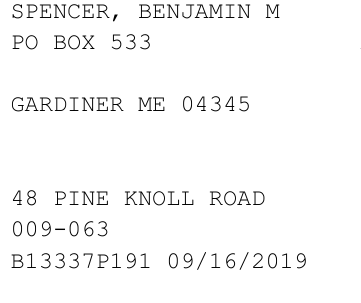 SPENCER, BENJAMIN M
PO BOX 533
GARDINER ME 04345
48 PINE KNOLL ROAD
009-063
B13337P191 09/16/2019